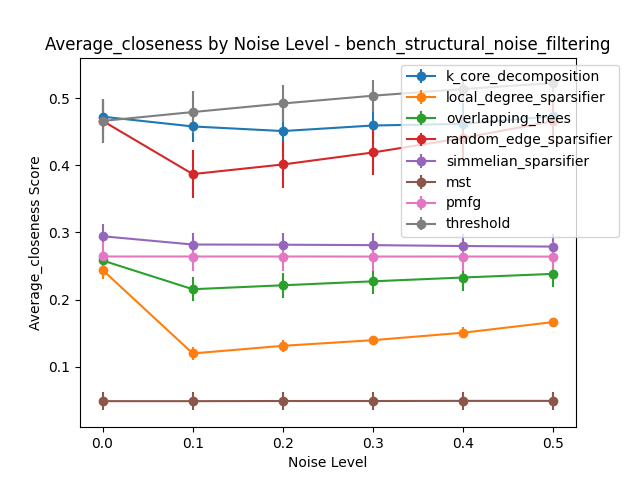 Average_closeness by Noise Level - bench_structural_noise_filtering
Average_closeness Score
0.5
0.4
0.3
0.2
0.1
0.0 0.1 0.2 0.3 0.4 0.5
Noise Level
k_core_decomposition
local_degree_sparsifier
overlapping_trees
random_edge_sparsifier
simmelian_sparsifier
mst
pmfg
threshold